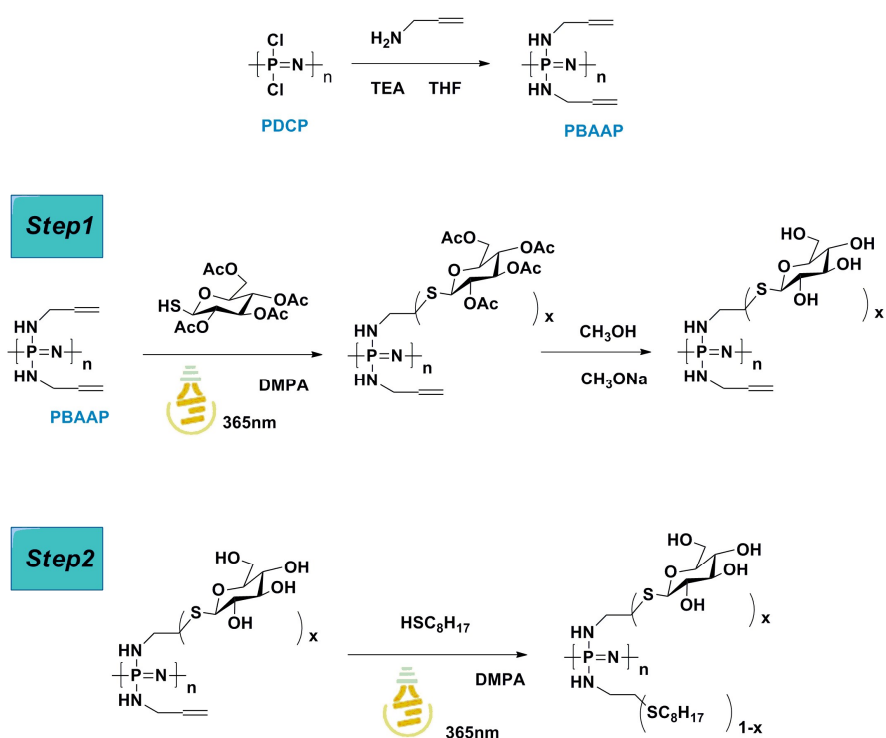 Cl
H₂N
HN
P=N
n
P=N
n
Cl
TEA THF
HN
PDCP
PBAAP
Step1
AcO
OAc
O
AcO
OAc
S
OAc
x
HO
OH
O
HO
OH
S
OH
x
AcO
HS
O
OAc
AcO
OAc
HN
HN
CH₃OH
HN
P=N
n
P=N
n
P=N
n
HN
DMPA
HN
CH₃ONa
HN
PBAAP
365nm
Step2
HO
OH
O
OH
S
OH
x
HO
OH
O
OH
S
OH
x
HSC₈H₁₇
HN
HN
P=N
n
P=N
n
DMPA
HN
HN
365nm
(SC₈H₁₇)
1-x